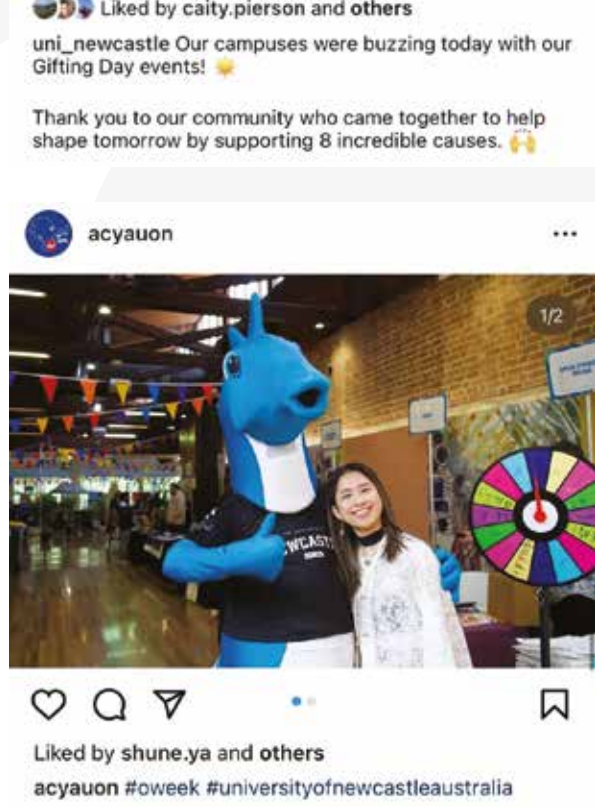 Liked by caity.pierson and others
uni_newcastle Our campuses were buzzing today with our
Gifting Day events! ☀️
Thank you to our community who came together to help
shape tomorrow by supporting 8 incredible causes. 🙌
acyauon
1/2
Liked by shune.ya and others
acyauon #oweek #universityofnewcastleaustralia